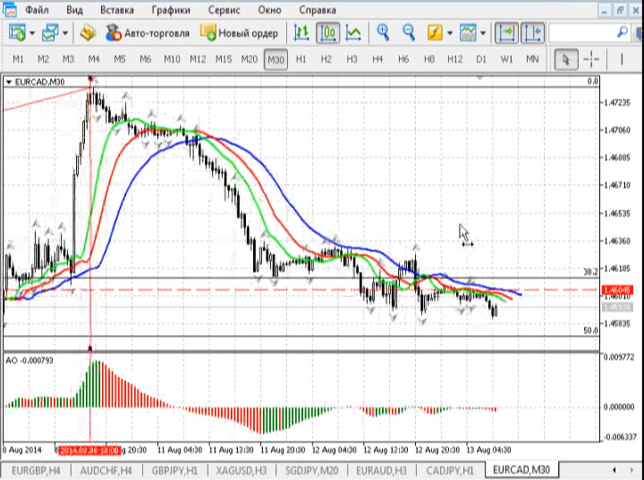 Файл Вид Вставка Графики Сервис Окно Справка
Авто-торговля Новый ордер
M1 M2 M3 M4 M5 M6 M10 M12 M15 M20 M30 H1 H2 H3 H4 H6 H8 H12 D1 W1 MN
EURCAD,M30
0.0
1.47235
1.47060
1.46885
1.46710
1.46535
1.46360
1.46185
38.2
1.46045
1.46010
1.45835
50.0
AO -0.000793
0.009772
0.000000
-0.006337
8 Aug 2014
g 20:30 11 Aug 04:30 11 Aug 12:30 11 Aug 20:30 12 Aug 04:30 12 Aug 12:30 12 Aug 20:30 13 Aug 04:30
EURGBP,H4 AUDCHF,H4 GBPJPY,H1 XAGUSD,H3 SGDJPY,M20 EURAUD,H3 CADJPY,H1 EURCAD,M30